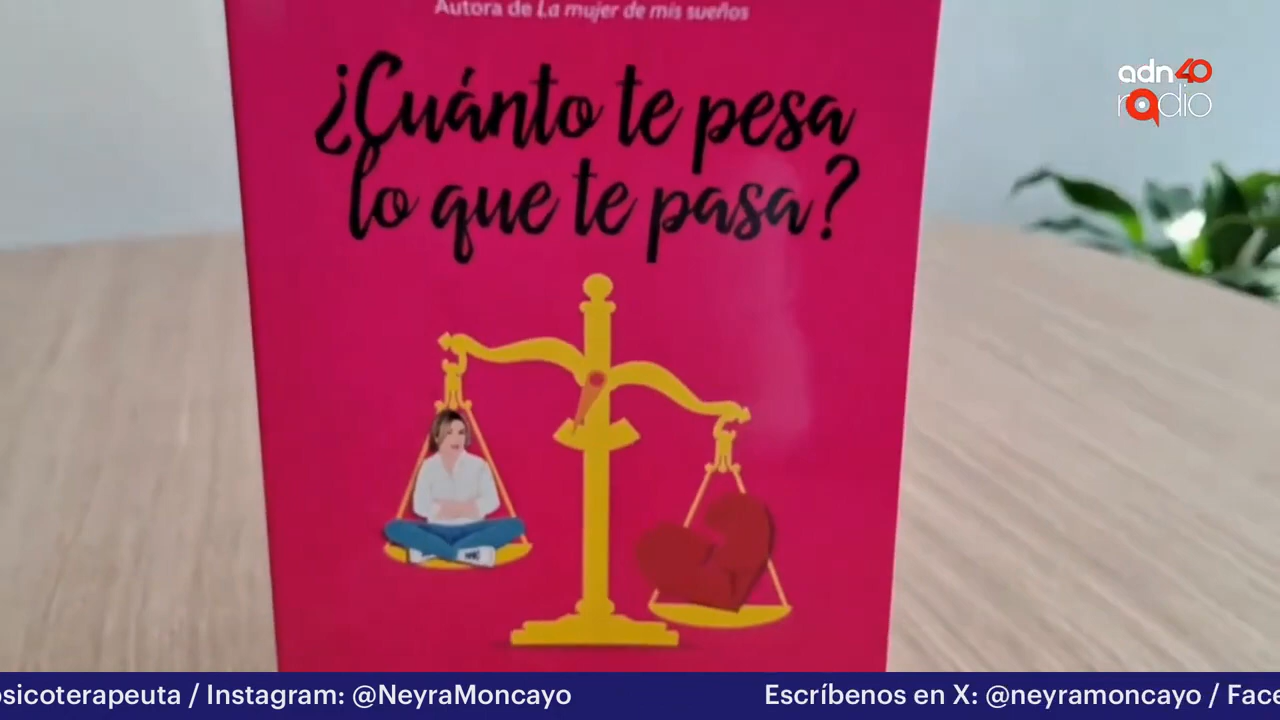 Autora de La mujer de mis sueños
¿Cuánto te pesa
lo que te pasa?
adn40
radio
psicoterapeuta / Instagram: @NeyraMoncayo
Escríbenos en X: @neyramoncayo / Face